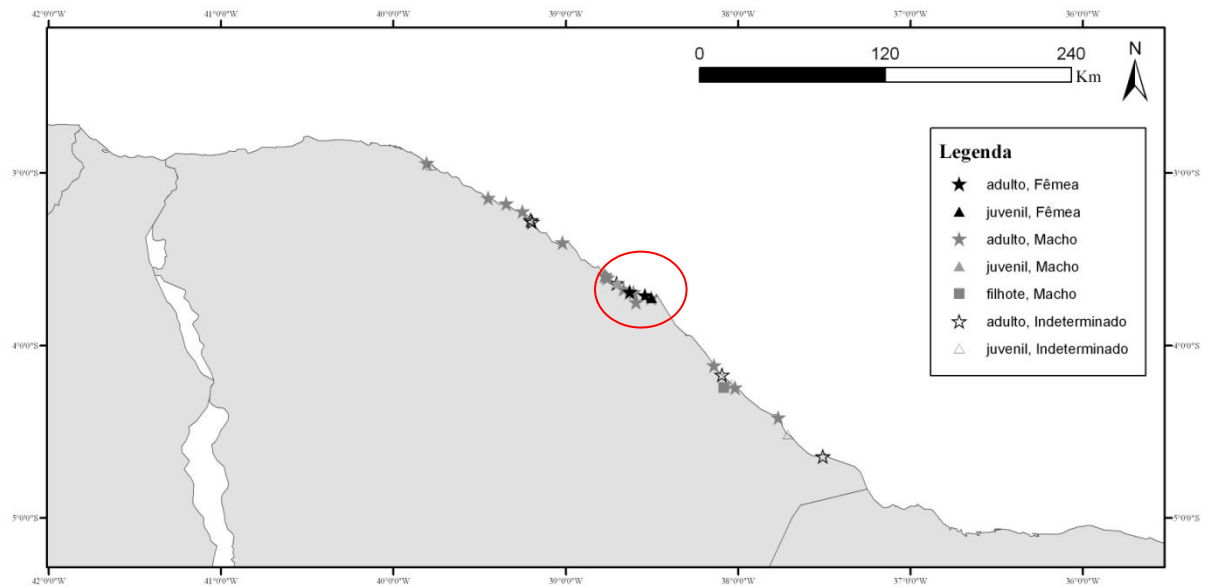 42°0'0"W 41°0'0"W 40°0'0"W 39°0'0"W 38°0'0"W 37°0'0"W 36°0'0"W
0 120 240
Km
N
3°0'0"S 3°0'0"S
Legenda
adulto, Fêmea
juvenil, Fêmea
adulto, Macho
juvenil, Macho
filhote, Macho
adulto, Indeterminado
juvenil, Indeterminado
4°0'0"S 4°0'0"S
5°0'0"S 5°0'0"S
42°0'0"W 41°0'0"W 40°0'0"W 39°0'0"W 38°0'0"W 37°0'0"W 36°0'0"W